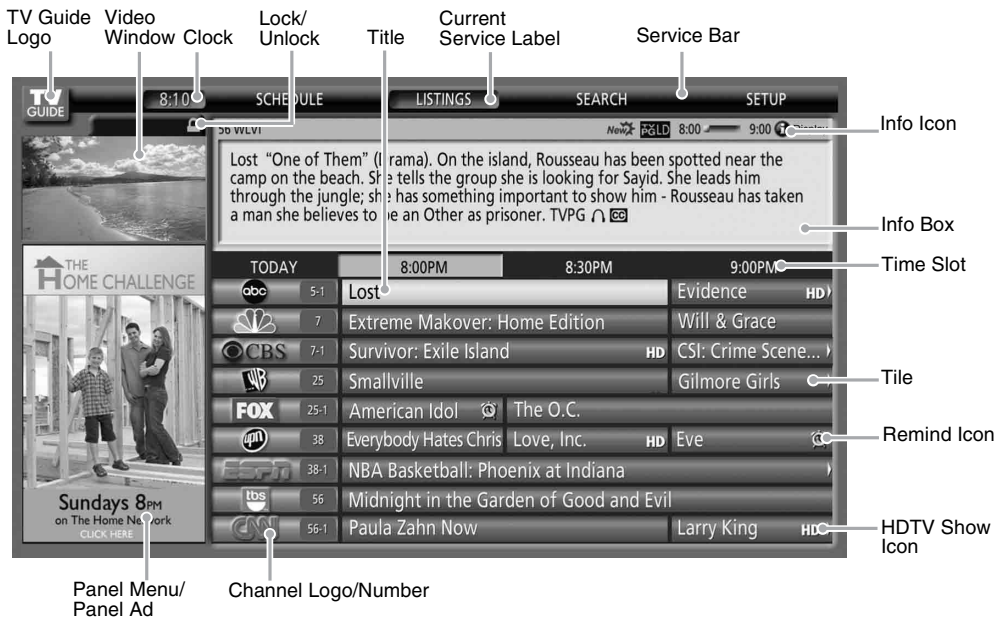 TV Guide Logo
Video Window
Clock
Lock/ Unlock
Title
Current Service Label
Service Bar
TV GUIDE
8:10
SCHEDULE
LISTINGS
SEARCH
SETUP
56 WLVI
New
TV PG LD
8:00
9:00
Display
Info Icon
Lost "One of Them" (Drama). On the island, Rousseau has been spotted near the
camp on the beach. She tells the group she is looking for Sayid. She leads him
through the jungle; she has something important to show him - Rousseau has taken
a man she believes to be an Other as prisoner. TVPG CC
Info Box
THE
HOME CHALLENGE
Sundays 8PM
on The Home Network
CLICK HERE
TODAY 8:00PM 8:30PM 9:00PM
Time Slot
abc 5-1 Lost Evidence HD
7 Extreme Makeover: Home Edition Will & Grace
CBS 7-1 Survivor: Exile Island HD CSI: Crime Scene...
WB 25 Smallville Gilmore Girls
Tile
FOX 25-1 American Idol The O.C.
upn 38 Everybody Hates Chris Love, Inc. HD Eve
Remind Icon
ESPN 38-1 NBA Basketball: Phoenix at Indiana
tbs 56 Midnight in the Garden of Good and Evil
CNN 56-1 Paula Zahn Now Larry King HD
HDTV Show Icon
Panel Menu/ Panel Ad
Channel Logo/Number